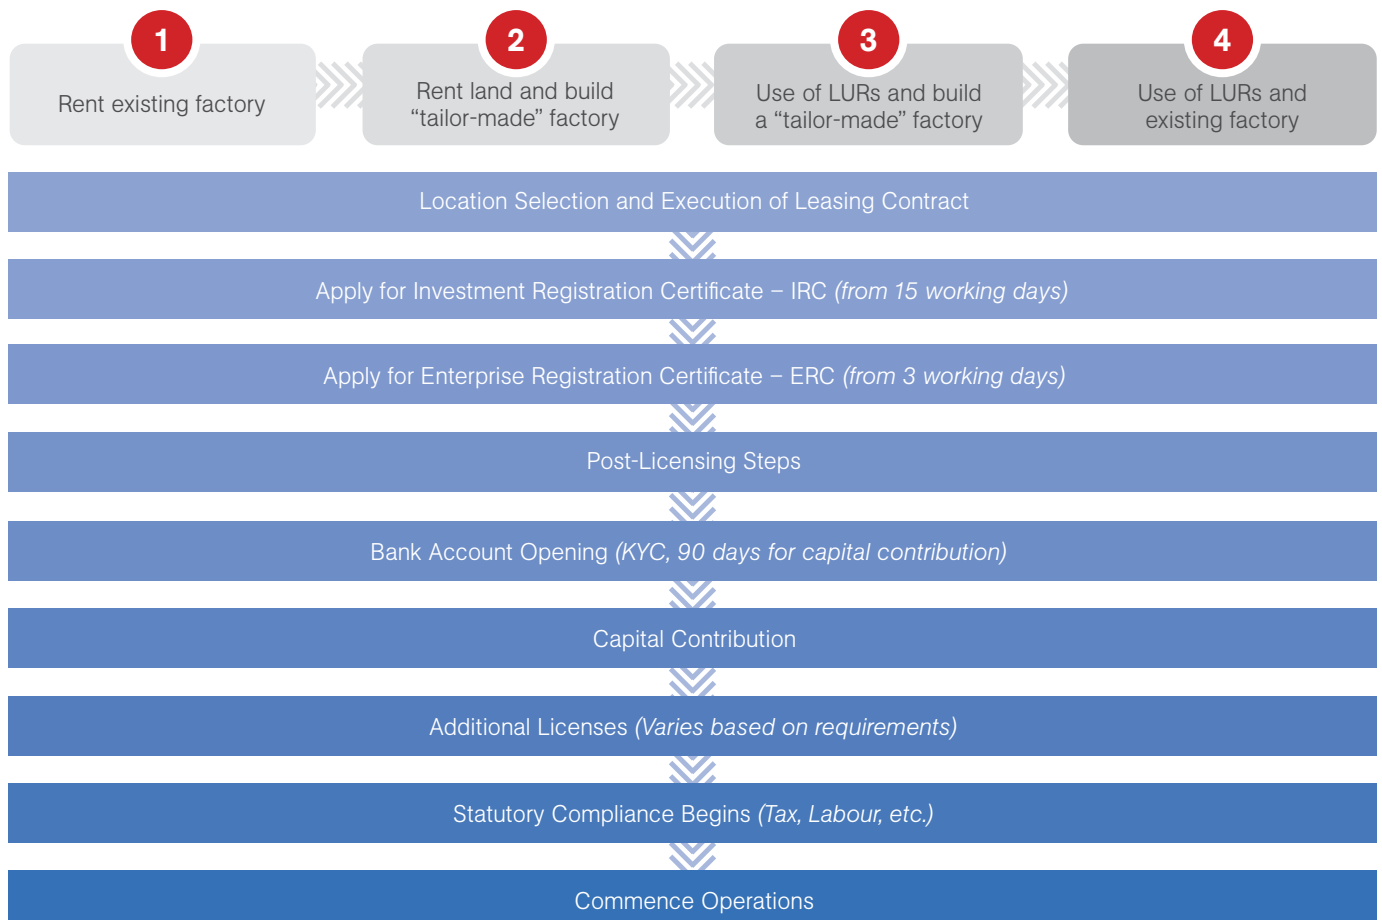 1
Rent existing factory
2
Rent land and build
“tailor-made” factory
3
Use of LURs and build
a “tailor-made” factory
4
Use of LURs and
existing factory
Location Selection and Execution of Leasing Contract
Apply for Investment Registration Certificate – IRC (from 15 working days)
Apply for Enterprise Registration Certificate – ERC (from 3 working days)
Post-Licensing Steps
Bank Account Opening (KYC, 90 days for capital contribution)
Capital Contribution
Additional Licenses (Varies based on requirements)
Statutory Compliance Begins (Tax, Labour, etc.)
Commence Operations